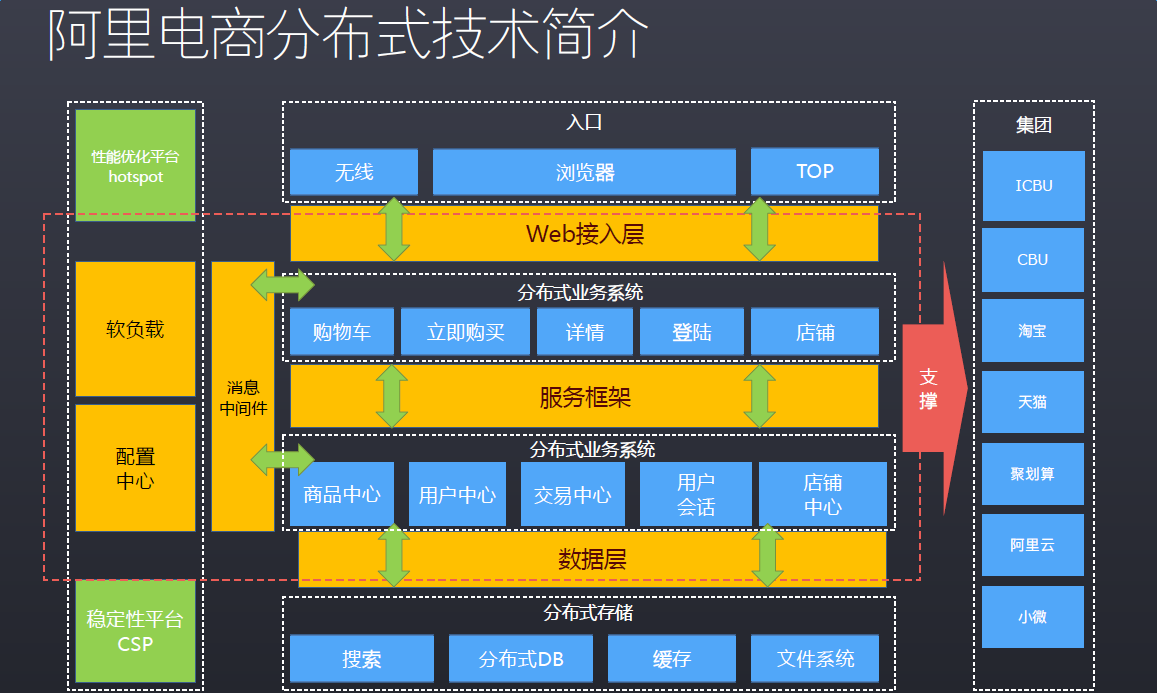 阿里电商分布式技术简介
性能优化平台
hotspot
软负载
配置
中心
稳定性平台
CSP
消息
中间件
入口
无线
浏览器
TOP
Web接入层
分布式业务系统
购物车
立即购买
详情
登陆
店铺
服务框架
分布式业务系统
商品中心
用户中心
交易中心
用户
会话
店铺
中心
数据层
分布式存储
搜索
分布式DB
缓存
文件系统
支
撑
集团
ICBU
CBU
淘宝
天猫
聚划算
阿里云
小微